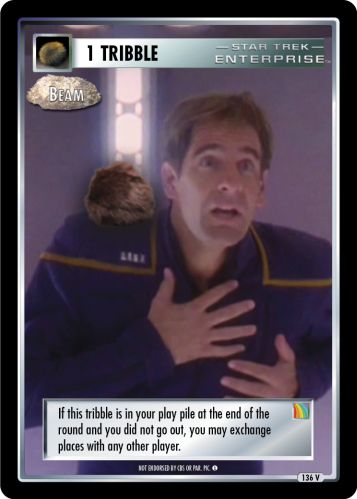 1 TRIBBLE
STAR TREK
ENTERPRISE™
BEAM
If this tribble is in your play pile at the end of the
round and you did not go out, you may exchange
places with any other player.
NOT ENDORSED BY CBS OR PAR. PIC.
136 V